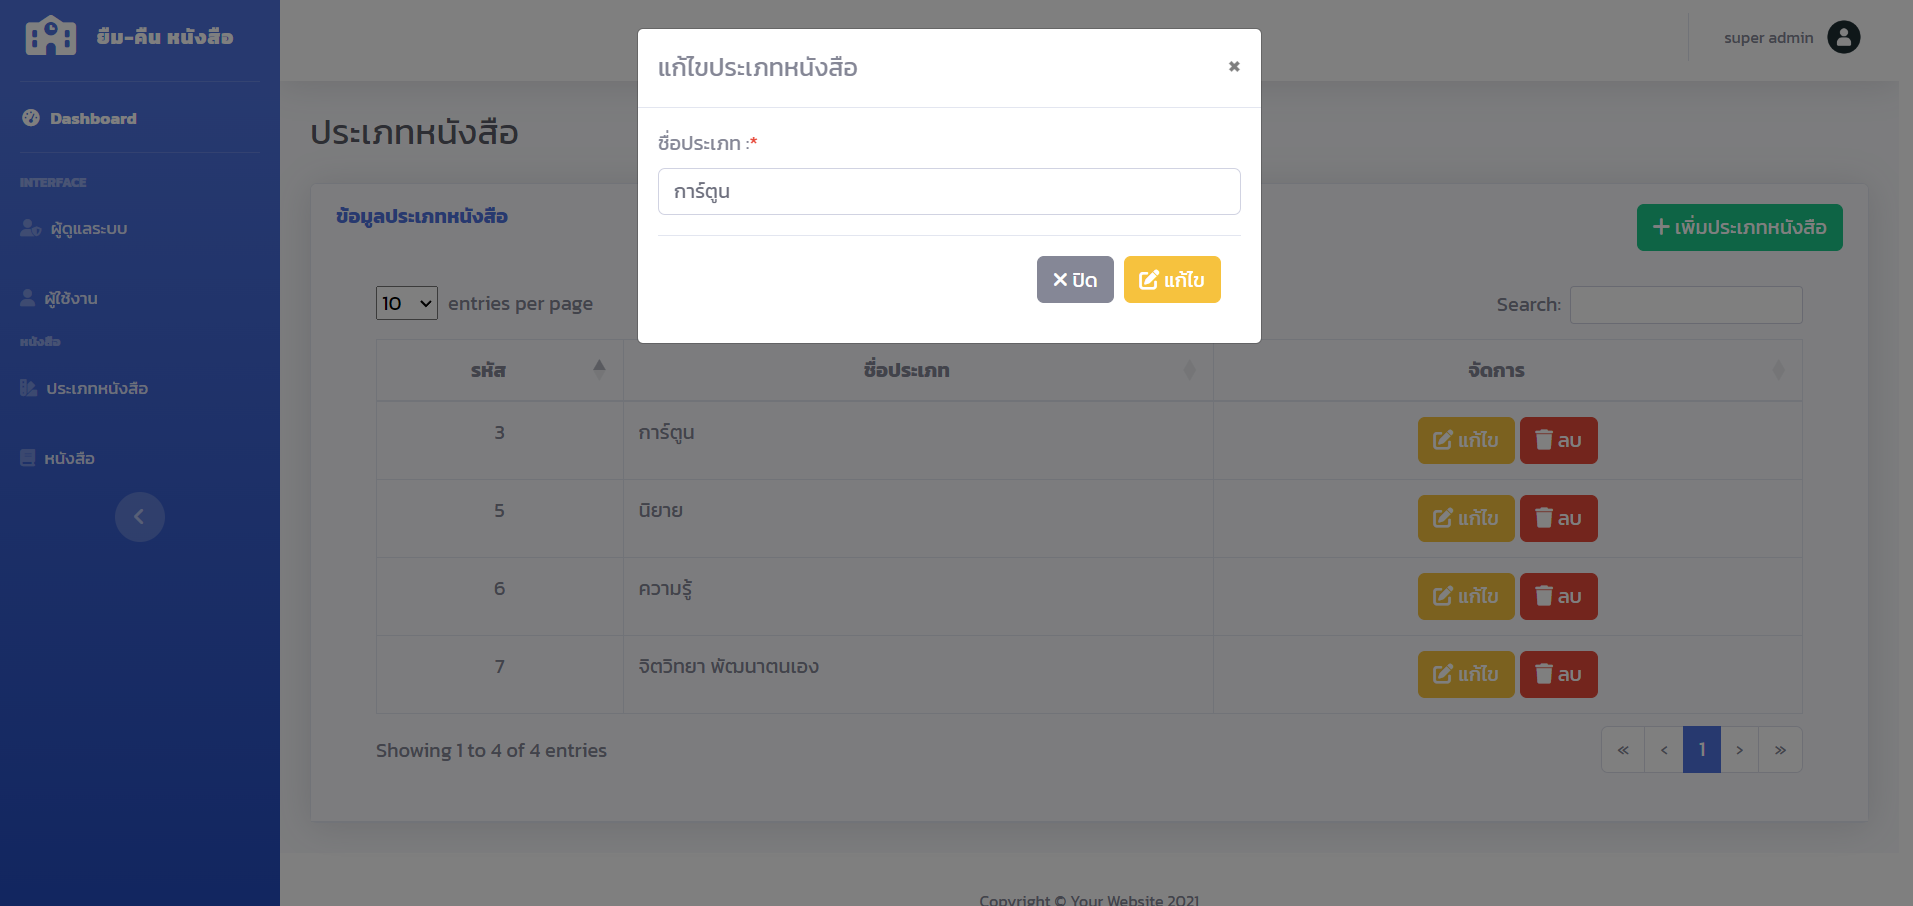 ยืม-คืน หนังสือ
Dashboard
INTERFACE
ผู้ดูแลระบบ
ผู้ใช้งาน
หนังสือ
ประเภทหนังสือ
หนังสือ
super admin
ประเภทหนังสือ
ข้อมูลประเภทหนังสือ
เพิ่มประเภทหนังสือ
แก้ไขประเภทหนังสือ
ชื่อประเภท :*
การ์ตูน
ปิด แก้ไข
10 entries per page
Search:
รหัส ชื่อประเภท จัดการ
3 การ์ตูน แก้ไข ลบ
5 นิยาย แก้ไข ลบ
6 ความรู้ แก้ไข ลบ
7 จิตวิทยา พัฒนาตนเอง แก้ไข ลบ
Showing 1 to 4 of 4 entries
« ‹ 1 › »
Copyright © Your Website 2021